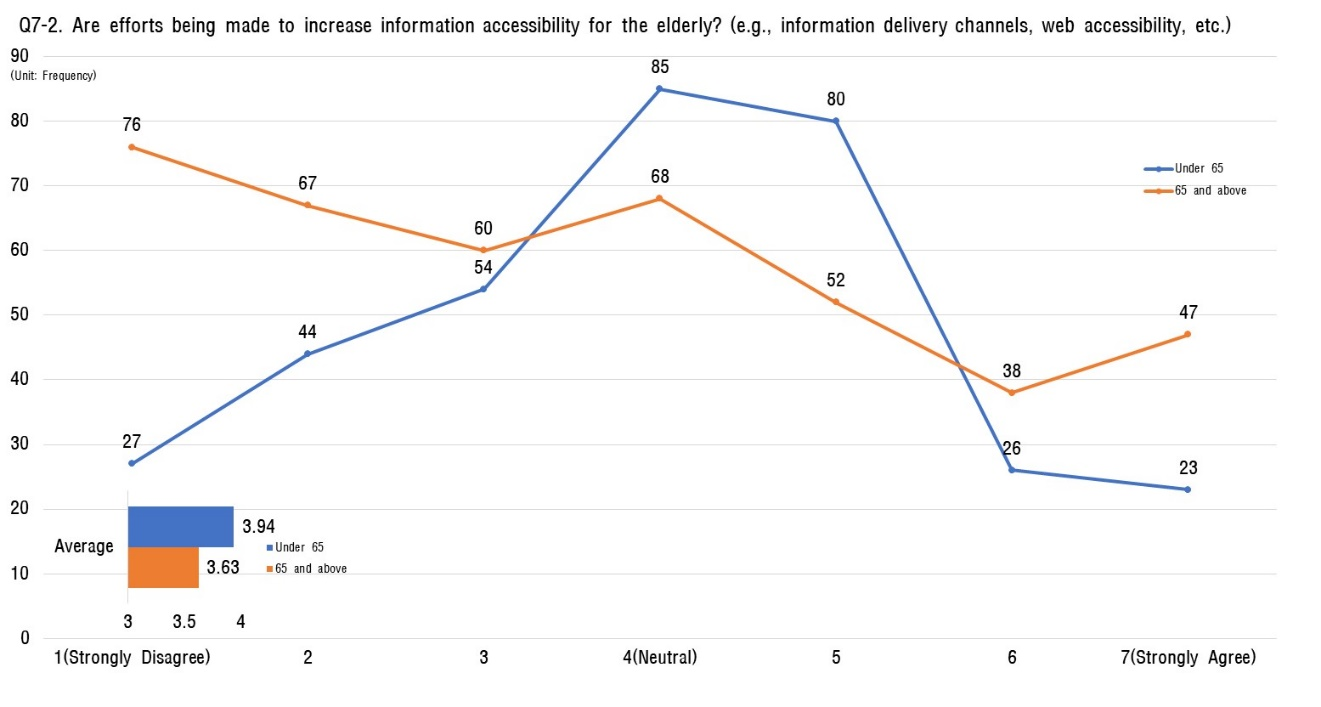 Q7-2. Are efforts being made to increase information accessibility for the elderly? (e.g., information delivery channels, web accessibility, etc.)
90
(Unit: Frequency)
85
80
80
76
70
Under 65
65 and above
67
68
60
60
54
52
50
47
44
40
38
30
27
26
23
20
Average
3.94
3.63
Under 65
65 and above
10
3 3.5 4
0
1(Strongly Disagree) 2 3 4(Neutral) 5 6 7(Strongly Agree)